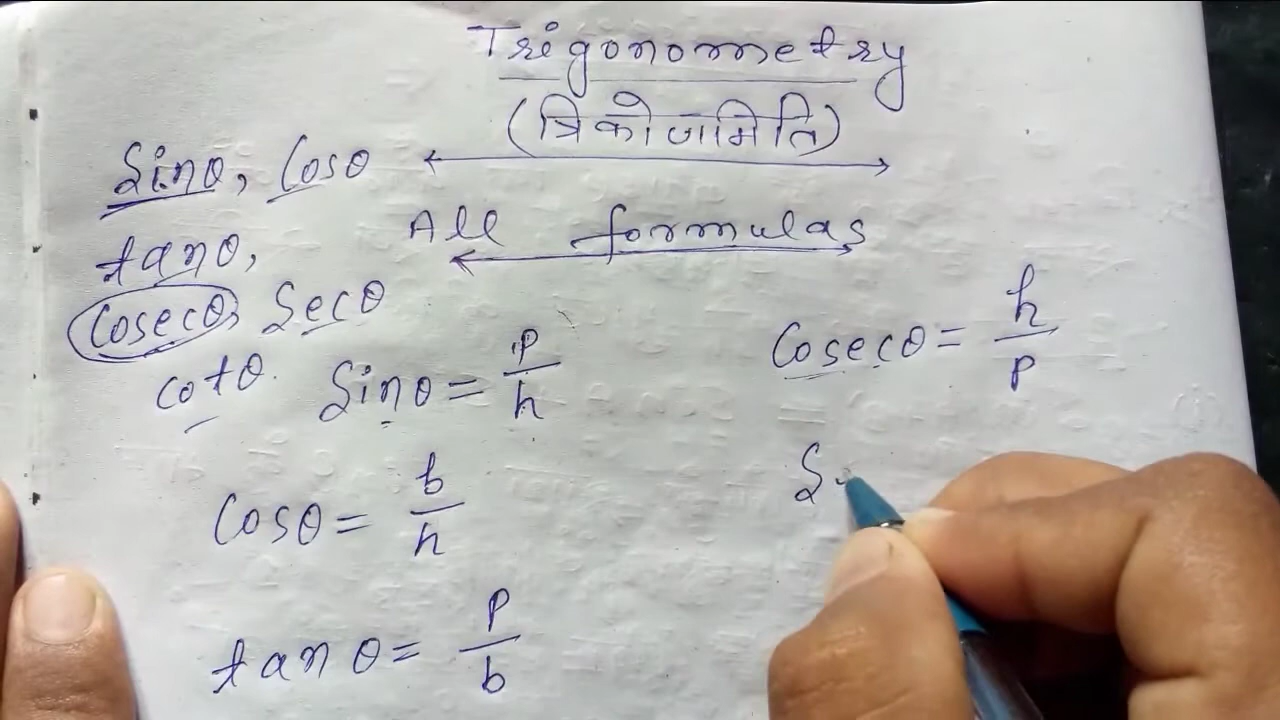 Trigonometry
(त्रिकोणमिति)
Sinθ, Cosθ
All formulas
tanθ,
Cosecθ, Secθ
cotθ.
Sinθ = p/h
Cosecθ = h/p
Cosθ = b/h
S
tanθ = p/b